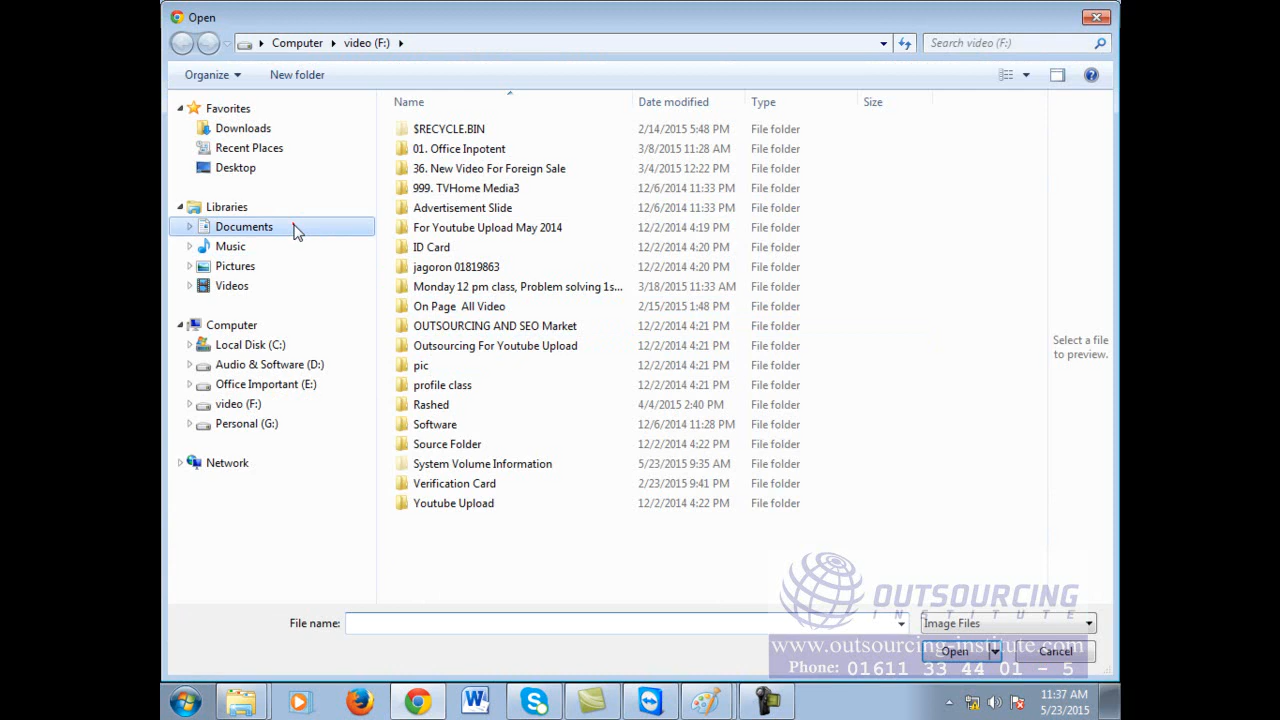 Open
Computer video (F:)
Search video (F:)
Organize New folder
Name Date modified Type Size
Favorites
Downloads
Recent Places
Desktop
Libraries
Documents
Music
Pictures
Videos
Computer
Local Disk (C:)
Audio & Software (D:)
Office Important (E:)
video (F:)
Personal (G:)
Network
$RECYCLE.BIN 2/14/2015 5:48 PM File folder
01. Office Inpotent 3/8/2015 11:28 AM File folder
36. New Video For Foreign Sale 3/4/2015 12:22 PM File folder
999. TVHome Media3 12/6/2014 11:33 PM File folder
Advertisement Slide 12/6/2014 11:33 PM File folder
For Youtube Upload May 2014 12/2/2014 4:19 PM File folder
ID Card 12/2/2014 4:20 PM File folder
jagoron 01819863 12/2/2014 4:20 PM File folder
Monday 12 pm class, Problem solving 1s... 3/18/2015 11:33 AM File folder
On Page All Video 2/15/2015 1:48 PM File folder
OUTSOURCING AND SEO Market 12/2/2014 4:21 PM File folder
Outsourcing For Youtube Upload 12/2/2014 4:21 PM File folder
pic 12/2/2014 4:21 PM File folder
profile class 12/2/2014 4:21 PM File folder
Rashed 4/4/2015 2:40 PM File folder
Software 12/6/2014 11:28 PM File folder
Source Folder 12/2/2014 4:22 PM File folder
System Volume Information 5/23/2015 9:35 AM File folder
Verification Card 2/23/2015 9:41 PM File folder
Youtube Upload 12/2/2014 4:22 PM File folder
Select a file
to preview.
OUTSOURCING
INSTITUTE
File name: Image Files
www.outsourcing-institute.com
Open Cancel
Phone: 01611 33 44 01 - 5
11:37 AM
5/23/2015